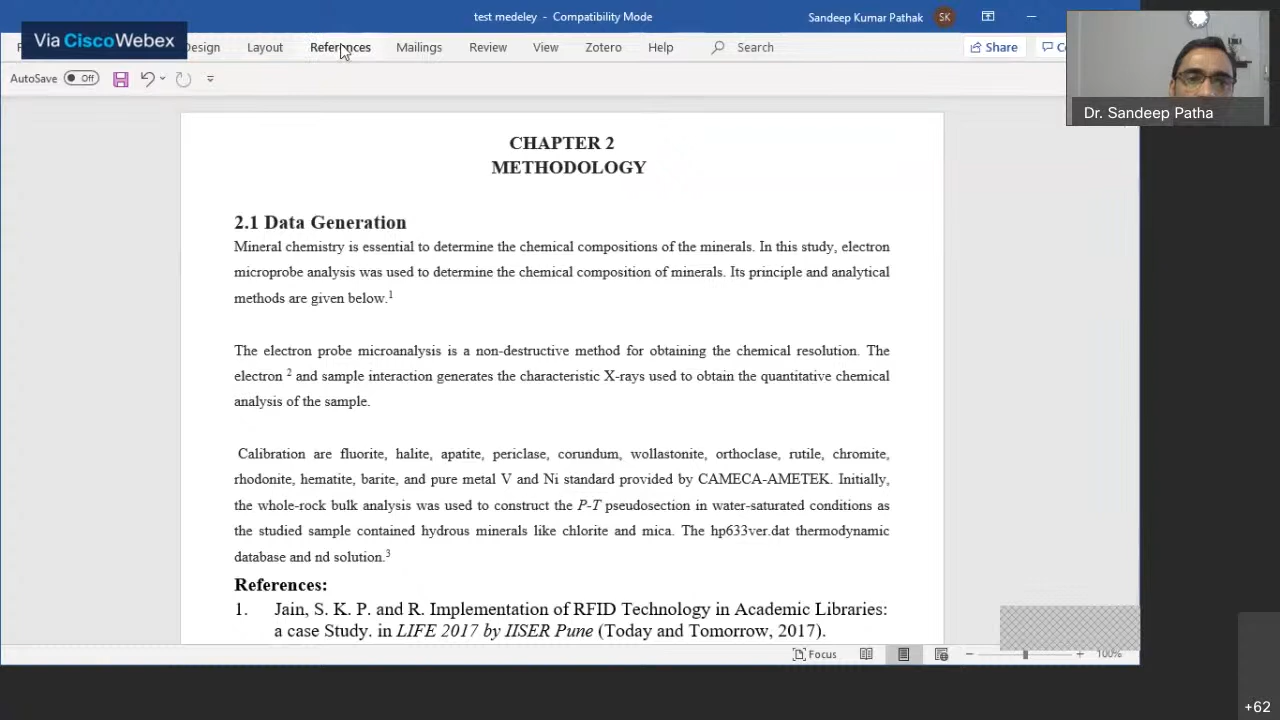 test medeley - Compatibility Mode
Sandeep Kumar Pathak SK
Via CiscoWebex
Layout References Mailings Review View Zotero Help Search Share
AutoSave Off
Dr. Sandeep Patha
CHAPTER 2
METHODOLOGY
2.1 Data Generation
Mineral chemistry is essential to determine the chemical compositions of the minerals. In this study, electron
microprobe analysis was used to determine the chemical composition of minerals. Its principle and analytical
methods are given below.1
The electron probe microanalysis is a non-destructive method for obtaining the chemical resolution. The
electron 2 and sample interaction generates the characteristic X-rays used to obtain the quantitative chemical
analysis of the sample.
Calibration are fluorite, halite, apatite, periclase, corundum, wollastonite, orthoclase, rutile, chromite,
rhodonite, hematite, barite, and pure metal V and Ni standard provided by CAMECA-AMETEK. Initially,
the whole-rock bulk analysis was used to construct the P-T pseudosection in water-saturated conditions as
the studied sample contained hydrous minerals like chlorite and mica. The hp633ver.dat thermodynamic
database and nd solution.3
References:
1. Jain, S. K. P. and R. Implementation of RFID Technology in Academic Libraries:
a case Study. in LIFE 2017 by IISER Pune (Today and Tomorrow, 2017).
Focus
100%
+62